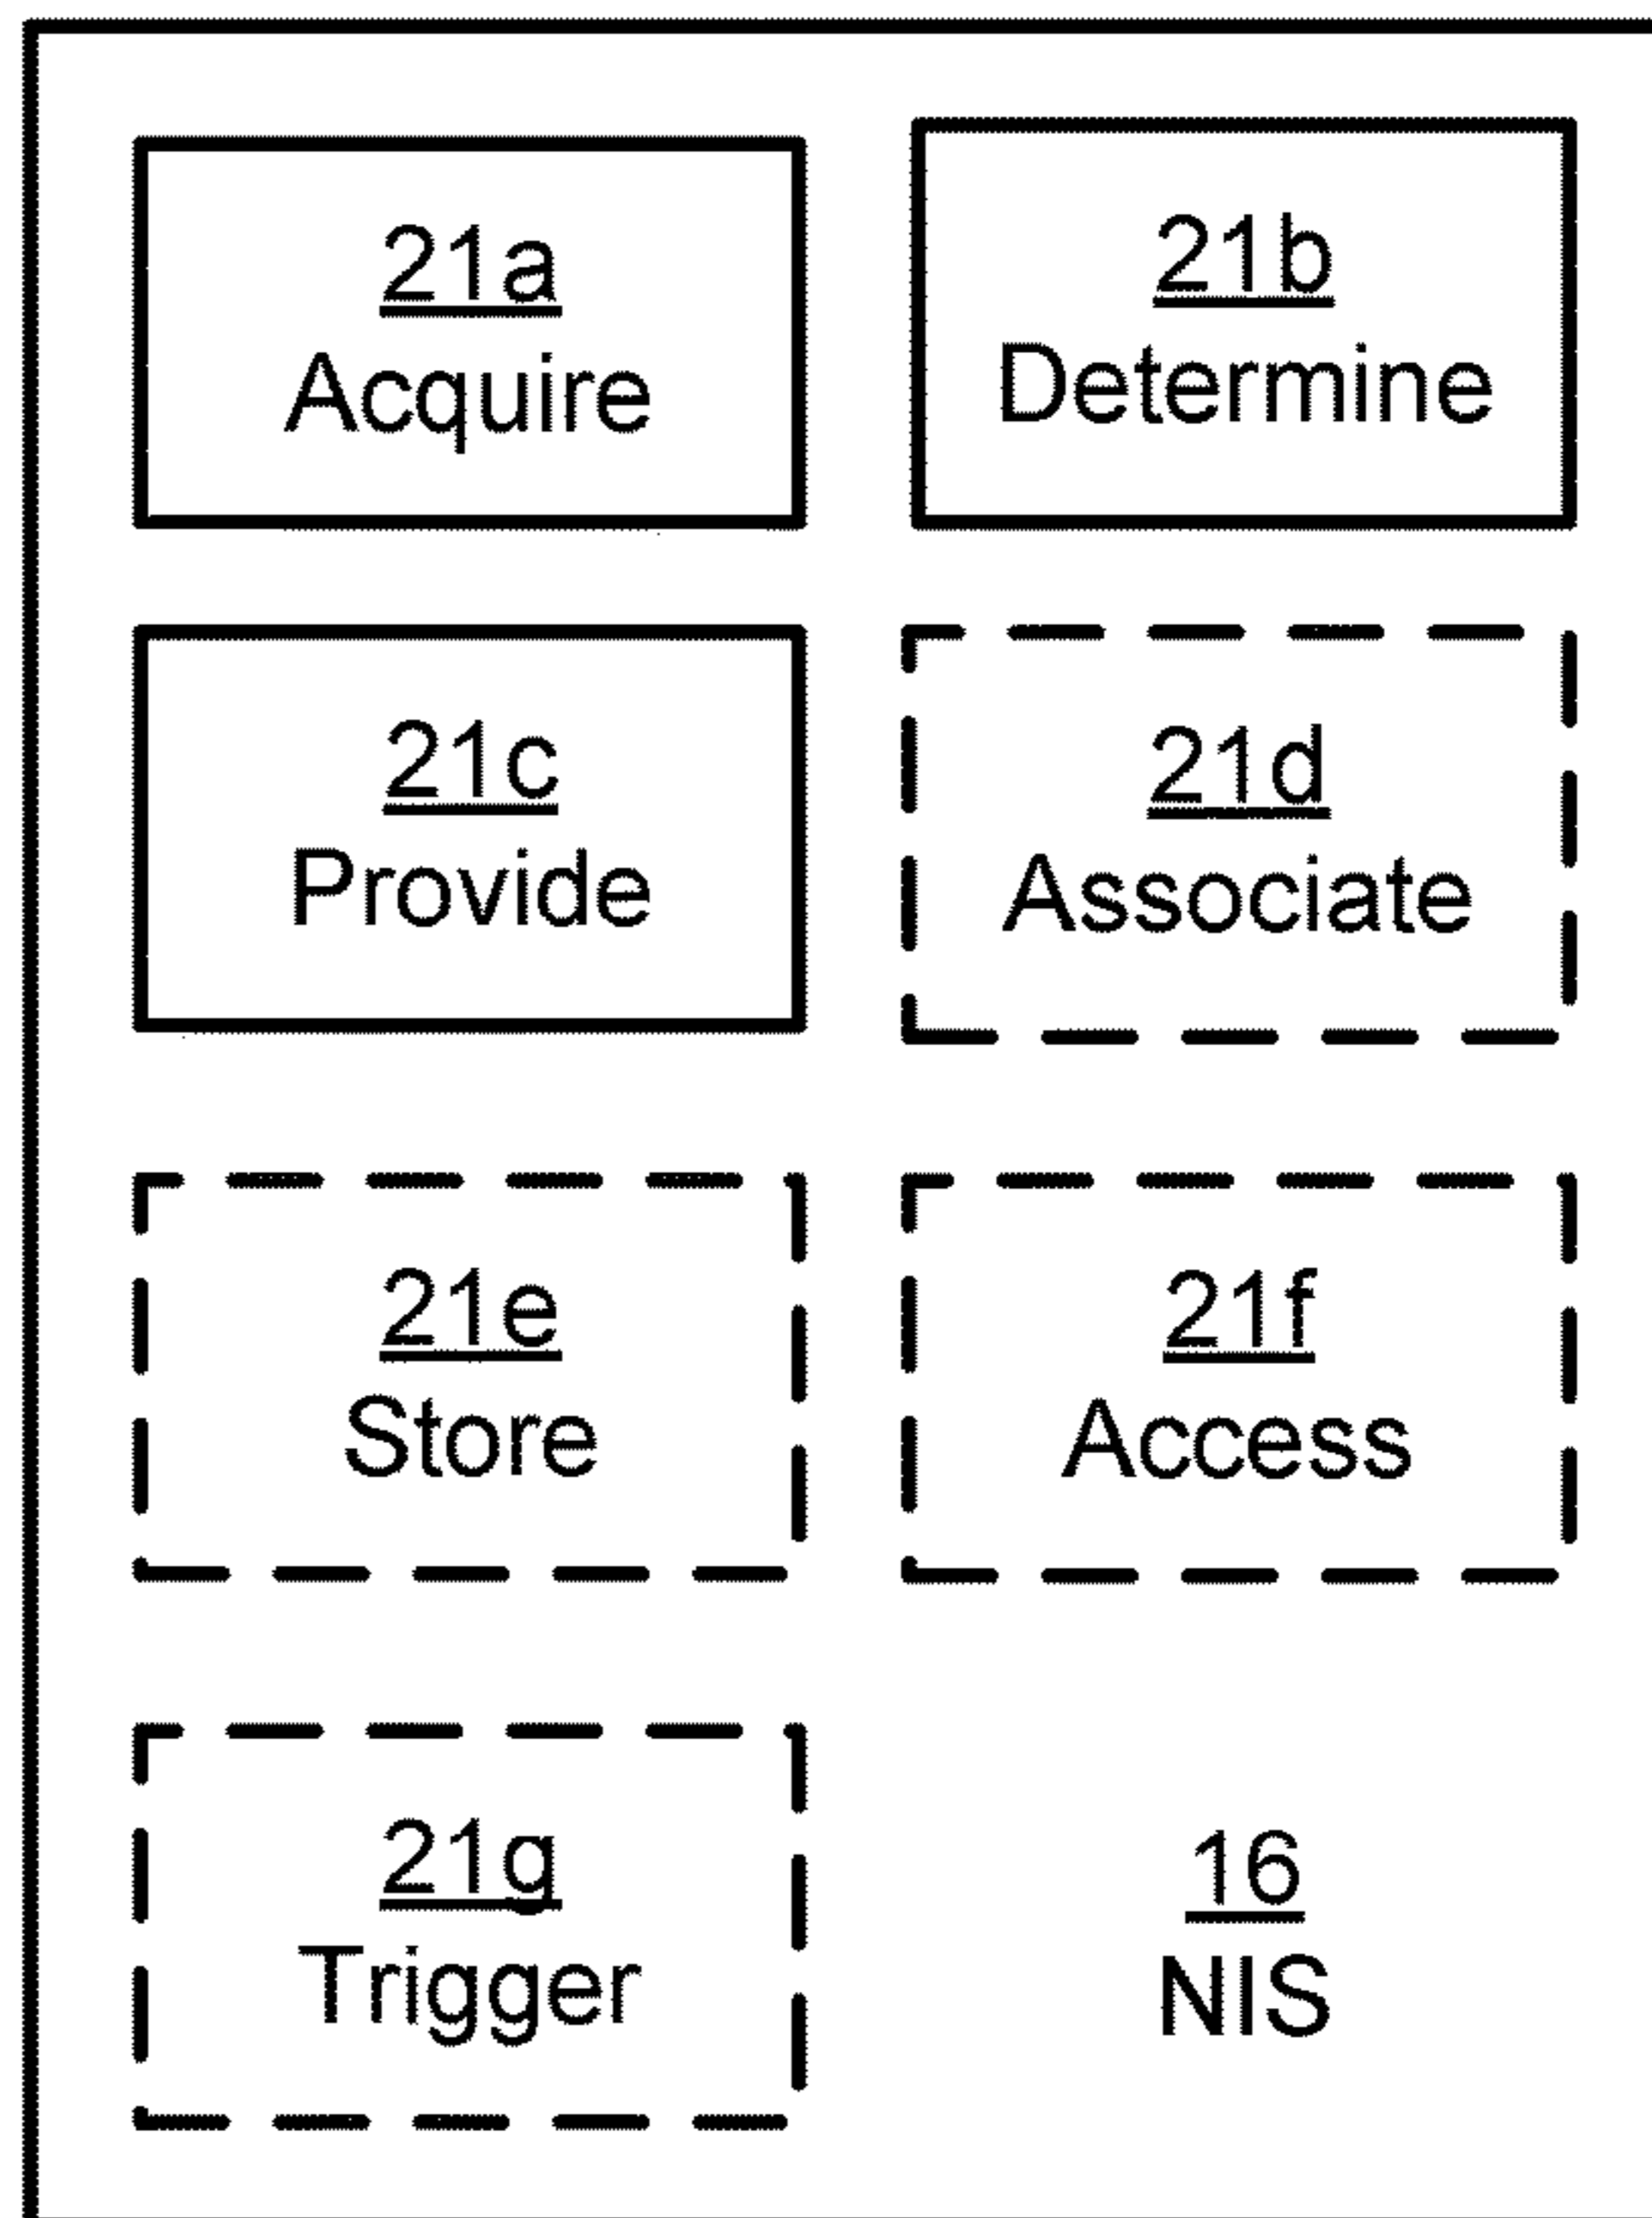 21a
Acquire
21b
Determine
21c
Provide
21d
Associate
21e
Store
21f
Access
21g
Trigger
16
NIS